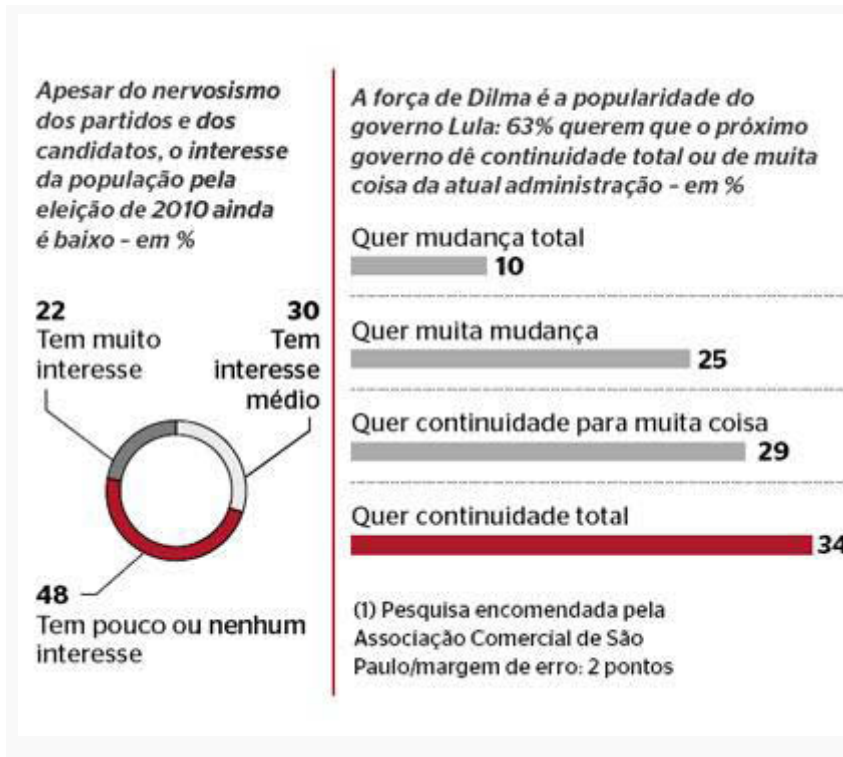 Apesar do nervosismo
dos partidos e dos
candidatos, o interesse
da população pela
eleição de 2010 ainda
é baixo - em %
22
Tem muito
interesse
30
Tem
interesse
médio
48
Tem pouco ou nenhum
interesse
A força de Dilma é a popularidade do
governo Lula: 63% querem que o próximo
governo dê continuidade total ou de muita
coisa da atual administração - em %
Quer mudança total
10
Quer muita mudança
25
Quer continuidade para muita coisa
29
Quer continuidade total
34
(1) Pesquisa encomendada pela
Associação Comercial de São
Paulo/margem de erro: 2 pontos